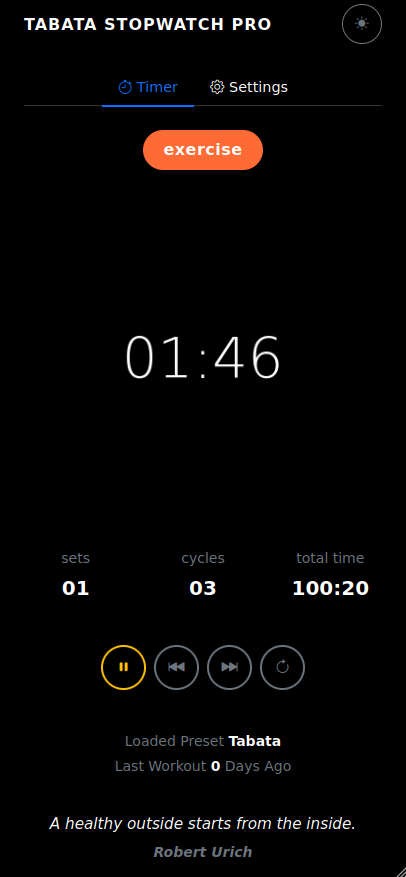 TABATA STOPWATCH PRO
Timer Settings
exercise
01:46
sets cycles total time
01 03 100:20
Loaded Preset Tabata
Last Workout 0 Days Ago
A healthy outside starts from the inside.
Robert Urich